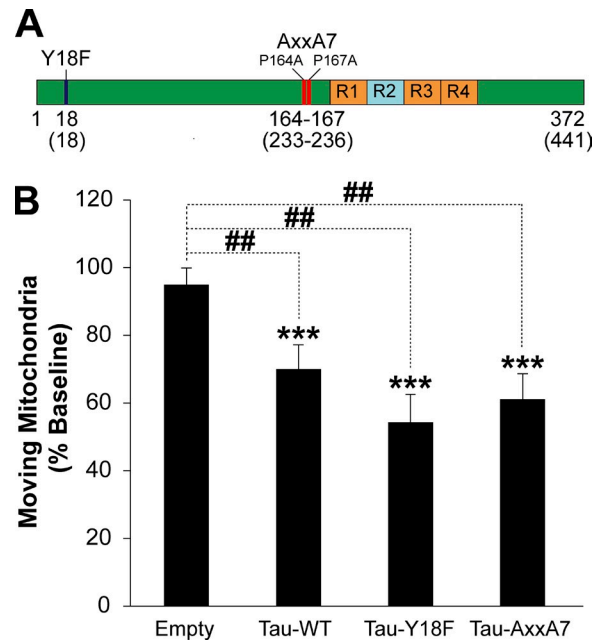 A
AxxA7
Y18F
P164A P167A
R1 R2 R3 R4
1 18 164-167 372
(18) (233-236) (441)
B
Moving Mitochondria
(% Baseline)
120
100
80
60
40
20
0
##
##
##
***
***
***
Empty Tau-WT Tau-Y18F Tau-AxxA7